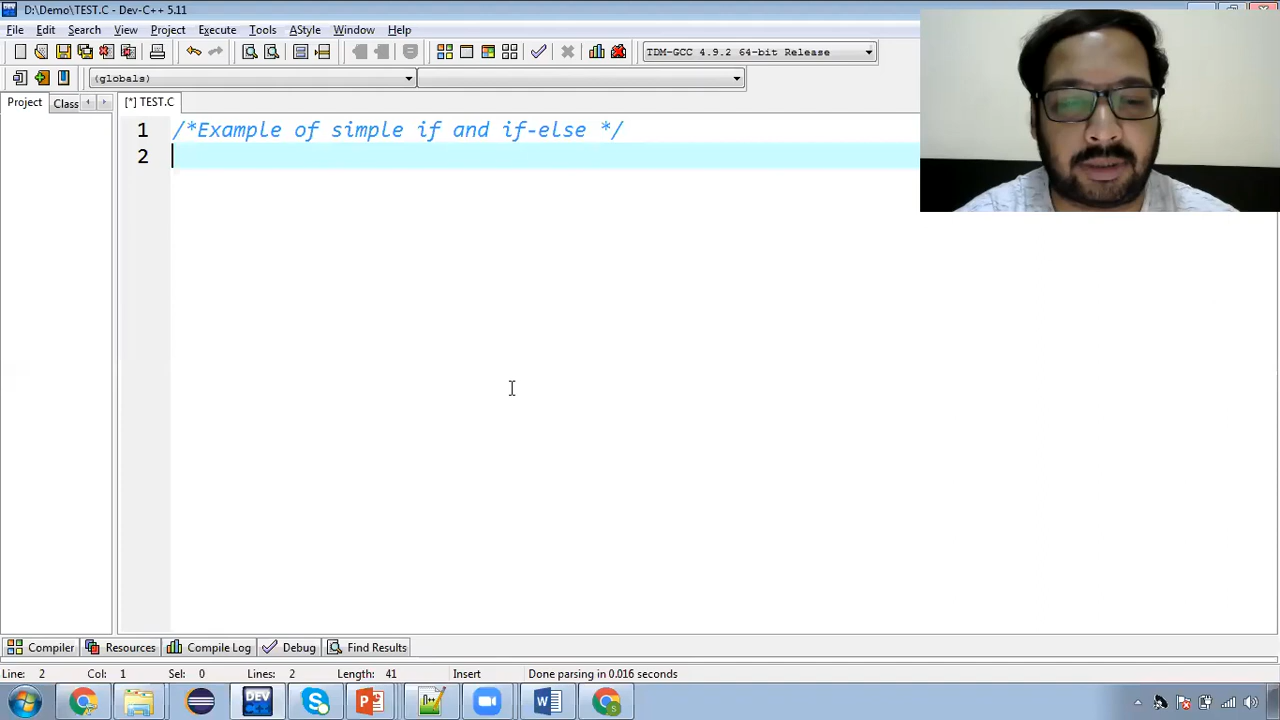 D:\Demo\TEST.C - Dev-C++ 5.11
File Edit Search View Project Execute Tools AStyle Window Help
TDM-GCC 4.9.2 64-bit Release
(globals)
Project Class [*] TEST.C
1 /*Example of simple if and if-else */
2
Compiler Resources Compile Log Debug Find Results
Line: 2 Col: 1 Sel: 0 Lines: 2 Length: 41 Insert Done parsing in 0.016 seconds
DEV C++